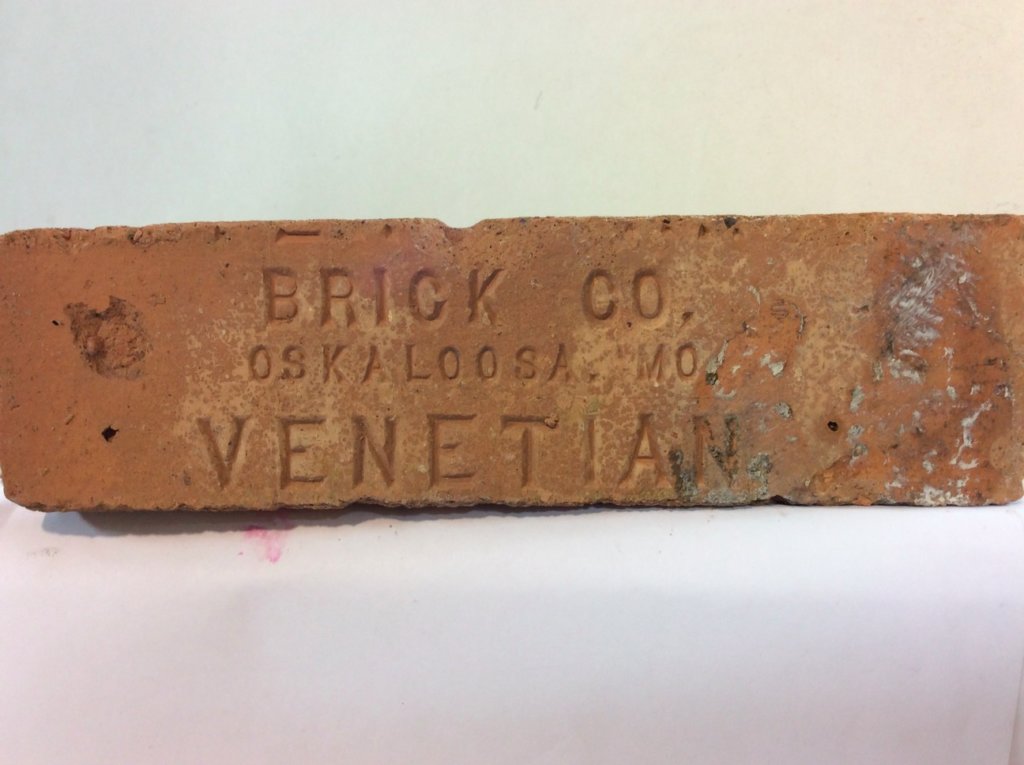 BRICK CO.
OSKALOOSA, MO.
VENETIAN